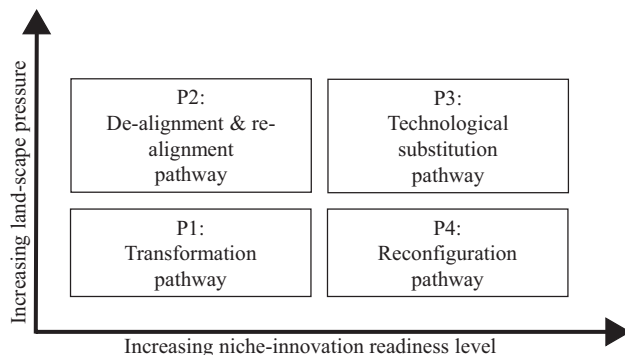 Increasing land-scape pressure
P2:
De-alignment & re-
alignment
pathway
P3:
Technological
substitution
pathway
P1:
Transformation
pathway
P4:
Reconfiguration
pathway
Increasing niche-innovation readiness level